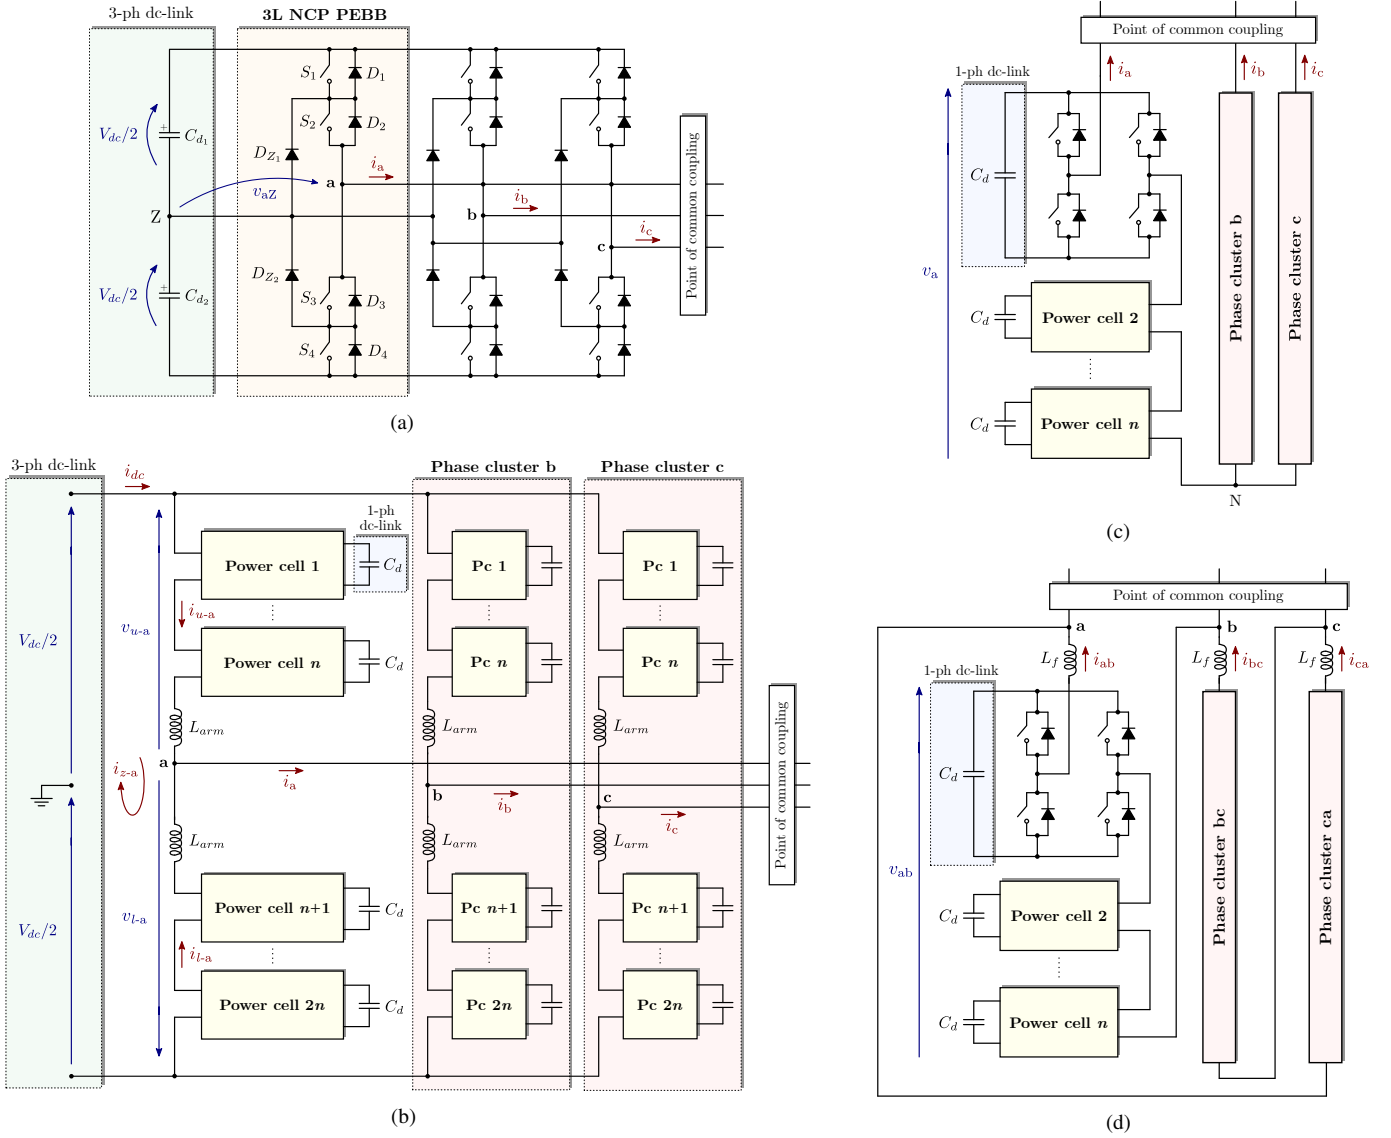 3-ph dc-link
3L NCP PEBB
S1
D1
S2
D2
Vdc/2
+
Cd1
DZ1
ia
a
vaZ
Z
ib
b
ic
c
DZ2
Vdc/2
+
Cd2
S3
D3
S4
D4
Point of common coupling
(a)
Point of common coupling
ia
ib
ic
1-ph dc-link
Cd
va
Cd
Power cell 2
Cd
Power cell n
Phase cluster b
Phase cluster c
N
(c)
3-ph dc-link
idc
Phase cluster b
Phase cluster c
1-ph
dc-link
Power cell 1
Cd
Pc 1
Pc 1
iu-a
Vdc/2
vu-a
Power cell n
Cd
Pc n
Pc n
Larm
Larm
Larm
a
iz-a
ia
b
ib
c
ic
Point of common coupling
Larm
Larm
Larm
Vdc/2
vl-a
Power cell n+1
Cd
Pc n+1
Pc n+1
il-a
Power cell 2n
Cd
Pc 2n
Pc 2n
(b)
Point of common coupling
a
b
c
Lf
iab
Lf
ibc
Lf
ica
1-ph dc-link
Cd
vab
Cd
Power cell 2
Cd
Power cell n
Phase cluster bc
Phase cluster ca
(d)